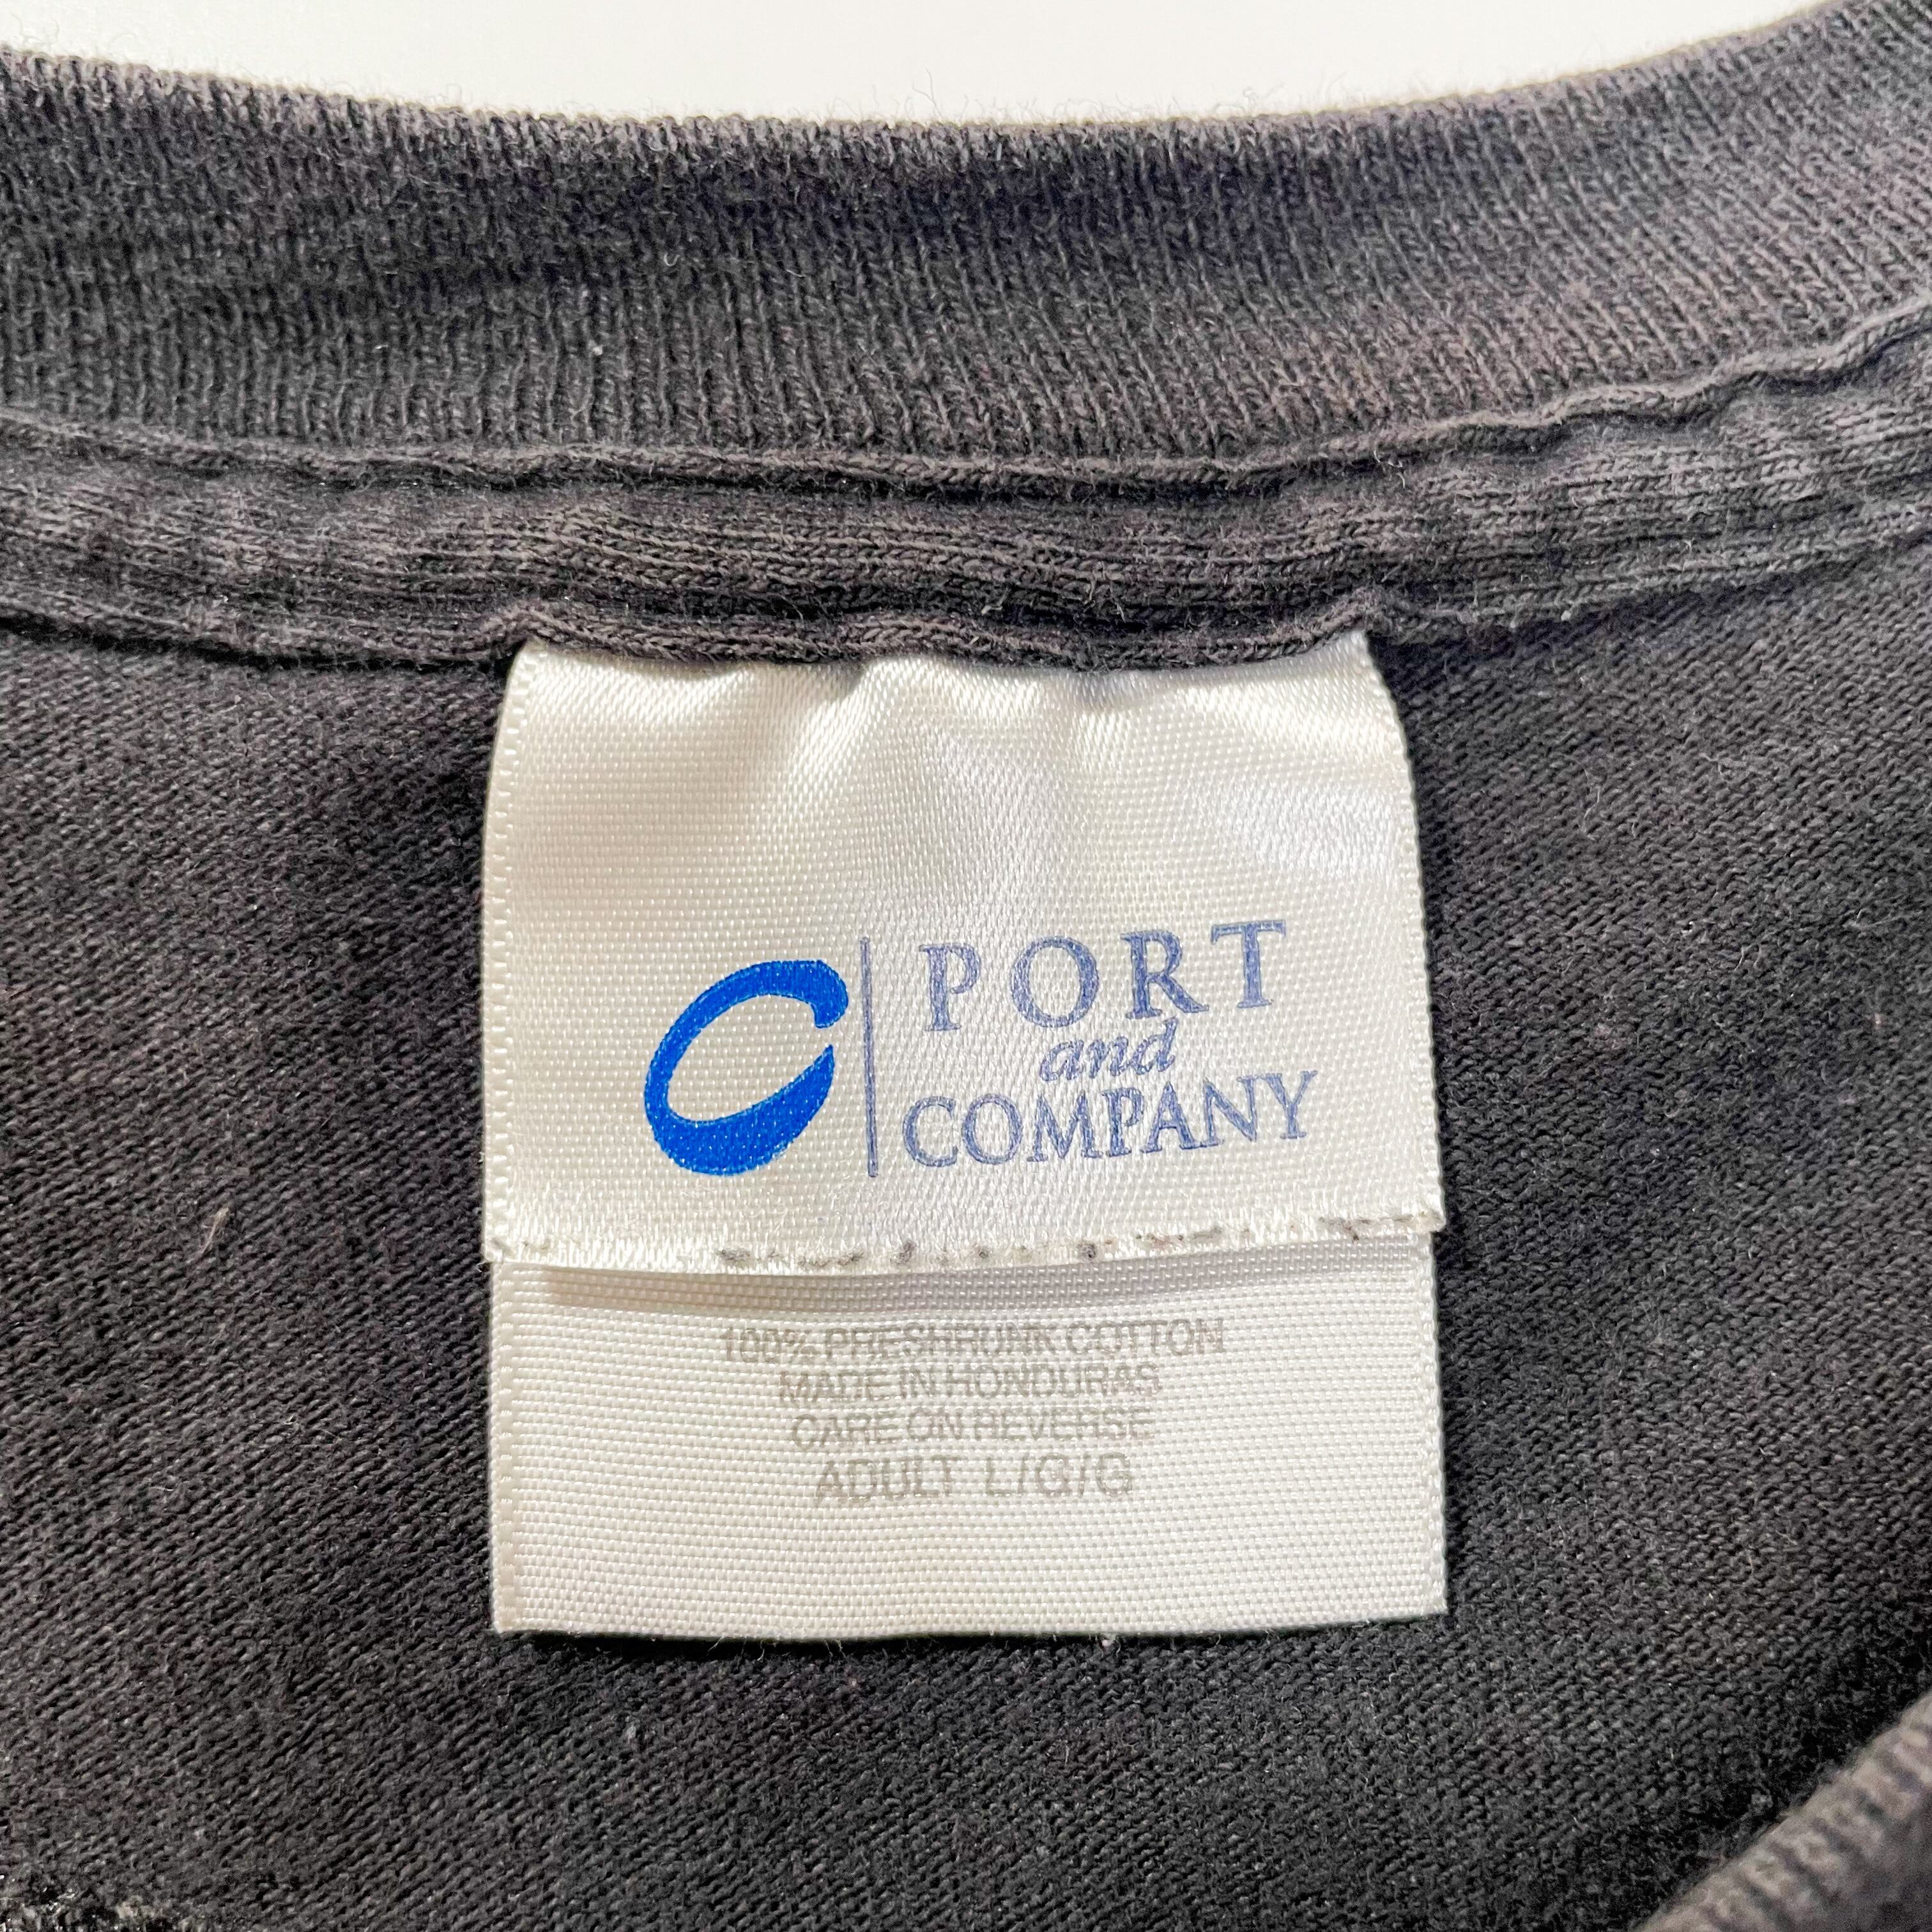 PORT
and
COMPANY
100% PRESHRUNK COTTON
MADE IN HONDURAS
CARE ON REVERSE
ADULT L/G/G